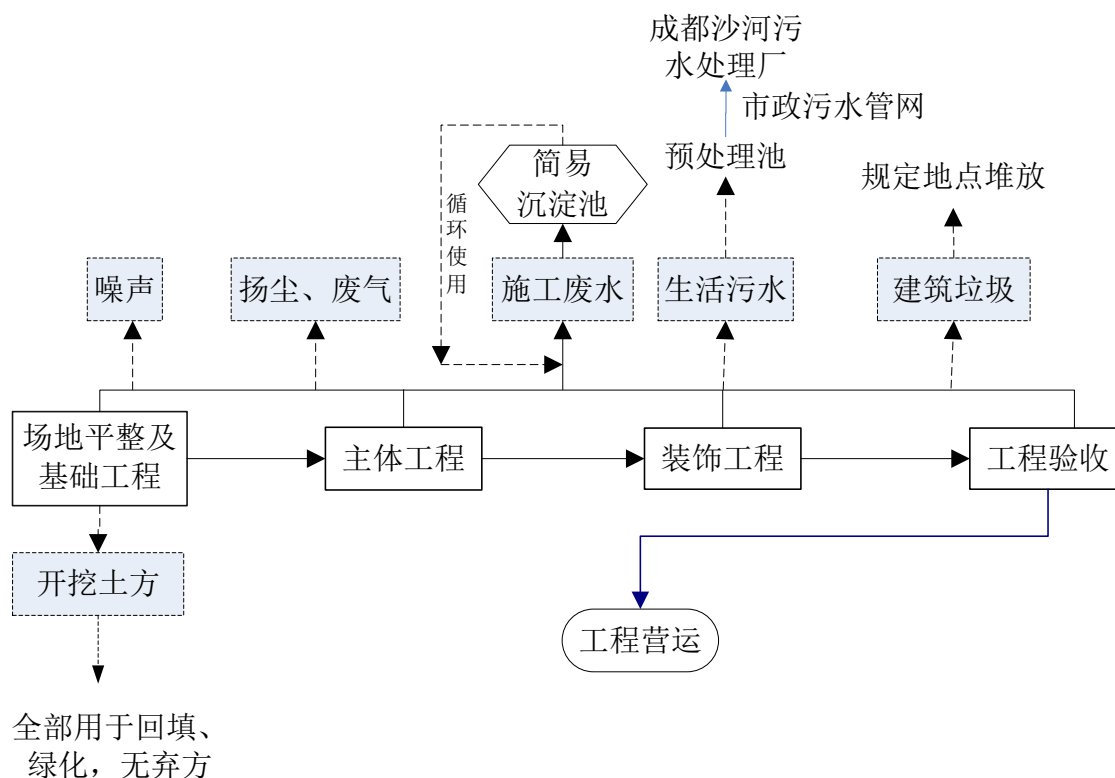 成都沙河污
水处理厂
市政污水管网
预处理池
简易
沉淀池
规定地点堆放
循环使用
噪声
扬尘、废气
施工废水
生活污水
建筑垃圾
场地平整及
基础工程
主体工程
装饰工程
工程验收
开挖土方
工程营运
全部用于回填、
绿化，无弃方